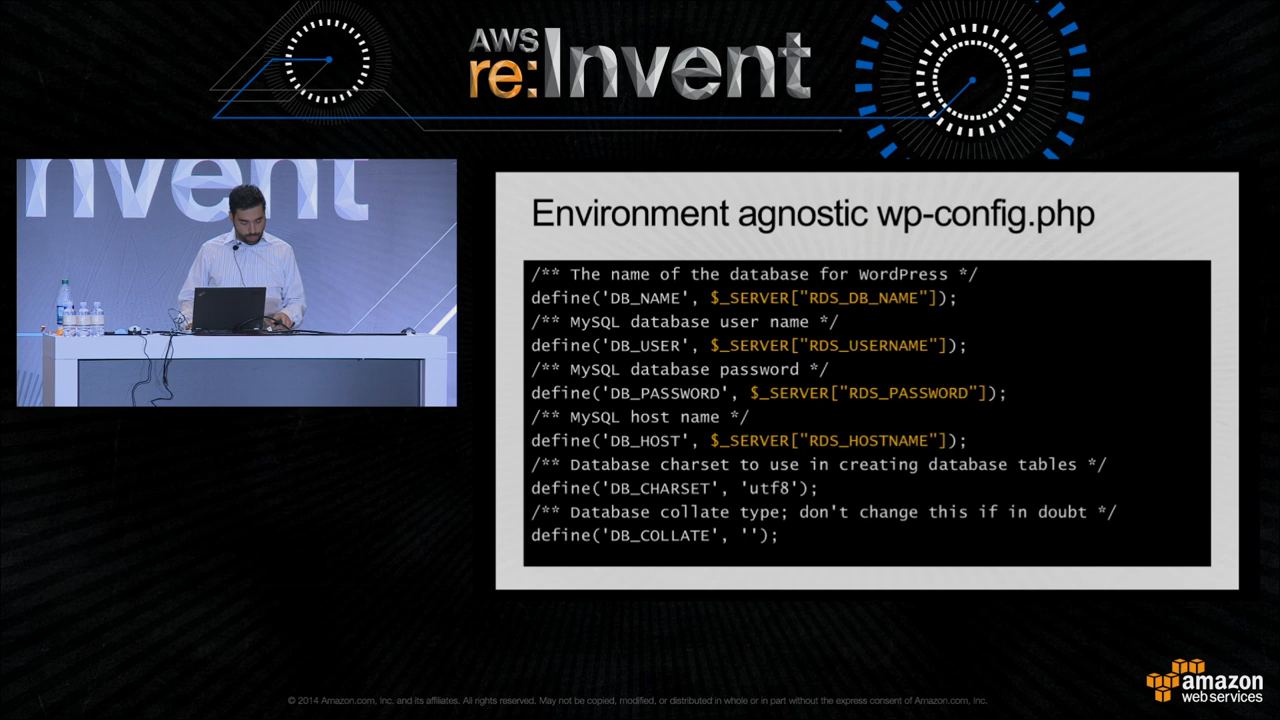 AWS
re:Invent
nvent
Environment agnostic wp-config.php
/** The name of the database for WordPress */
define('DB_NAME', $_SERVER["RDS_DB_NAME"]);
/** MySQL database user name */
define('DB_USER', $_SERVER["RDS_USERNAME"]);
/** MySQL database password */
define('DB_PASSWORD', $_SERVER["RDS_PASSWORD"]);
/** MySQL host name */
define('DB_HOST', $_SERVER["RDS_HOSTNAME"]);
/** Database charset to use in creating database tables */
define('DB_CHARSET', 'utf8');
/** Database collate type; don't change this if in doubt */
define('DB_COLLATE', '');
© 2014 Amazon.com, Inc. and its affiliates. All rights reserved. May not be copied, modified, or distributed in whole or in part without the express consent of Amazon.com, Inc.
amazon
web services